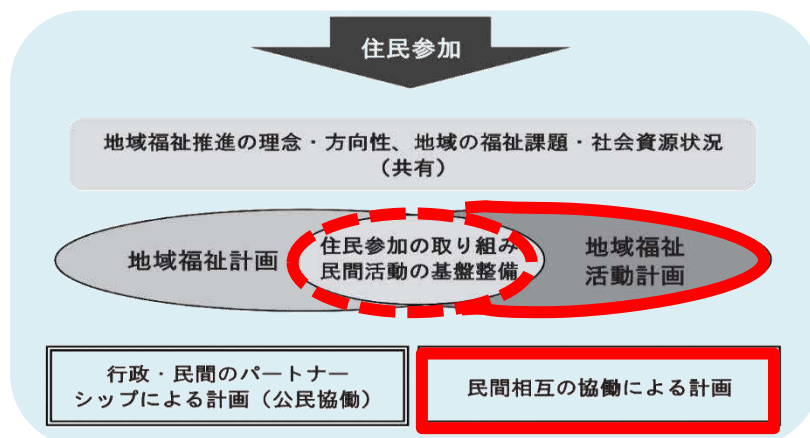 住民参加
地域福祉推進の理念・方向性、地域の福祉課題・社会資源状況
（共有）
地域福祉計画
住民参加の取り組み
民間活動の基盤整備
地域福祉
活動計画
行政・民間のパートナー
シップによる計画（公民協働）
民間相互の協働による計画